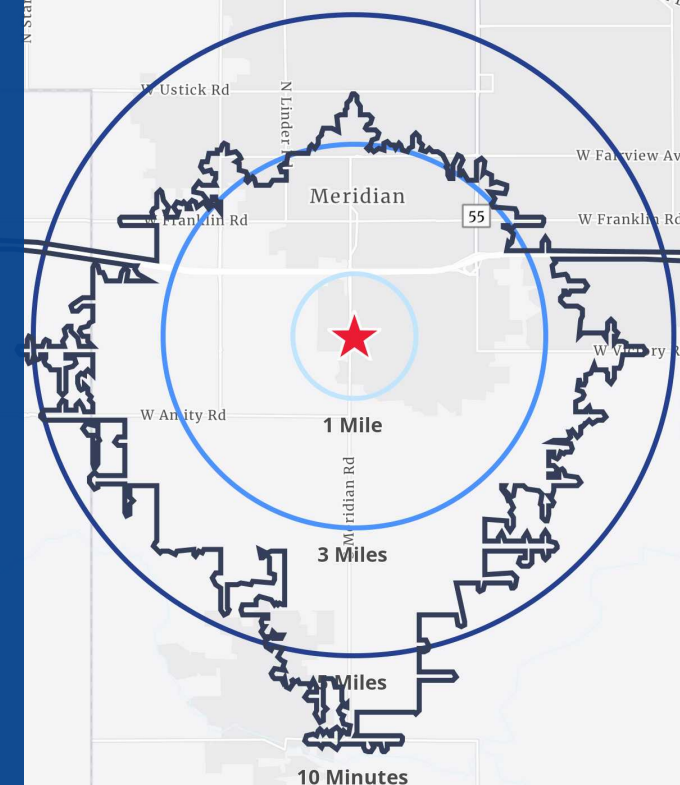 W Ustick Rd
N Linder
W Fairview Av
Meridian
55
W Franklin Rd
W Franklin Rd
W Victory R
1 Mile
W Amity Rd
Meridian Rd
3 Miles
5 Miles
10 Minutes